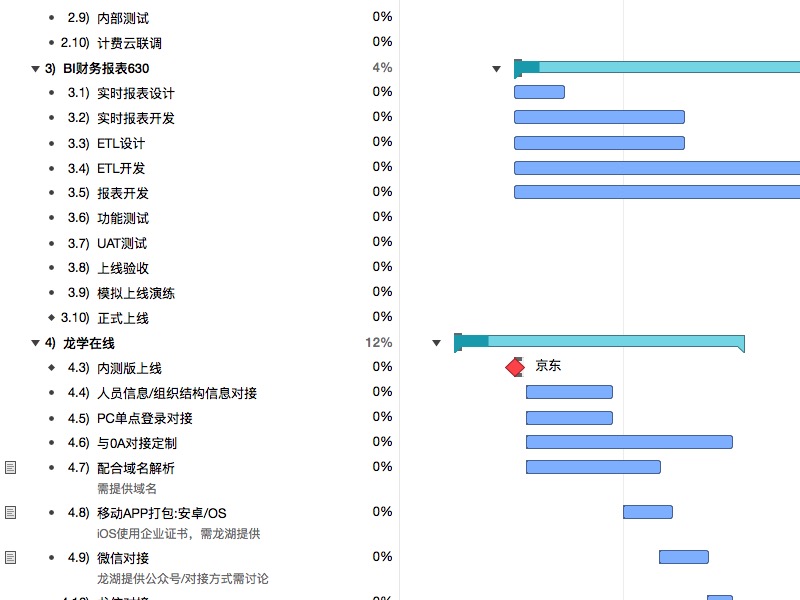 2.9) 内部测试 0%
2.10) 计费云联调 0%
3) BI财务报表630 4%
3.1) 实时报表设计 0%
3.2) 实时报表开发 0%
3.3) ETL设计 0%
3.4) ETL开发 0%
3.5) 报表开发 0%
3.6) 功能测试 0%
3.7) UAT测试 0%
3.8) 上线验收 0%
3.9) 模拟上线演练 0%
3.10) 正式上线 0%
4) 龙学在线 12%
4.3) 内测版上线 0% 京东
4.4) 人员信息/组织结构信息对接 0%
4.5) PC单点登录对接 0%
4.6) 与OA对接定制 0%
4.7) 配合域名解析 0%
需提供域名
4.8) 移动APP打包:安卓/OS 0%
iOS使用企业证书，需龙湖提供
4.9) 微信对接 0%
龙湖提供公众号/对接方式需讨论